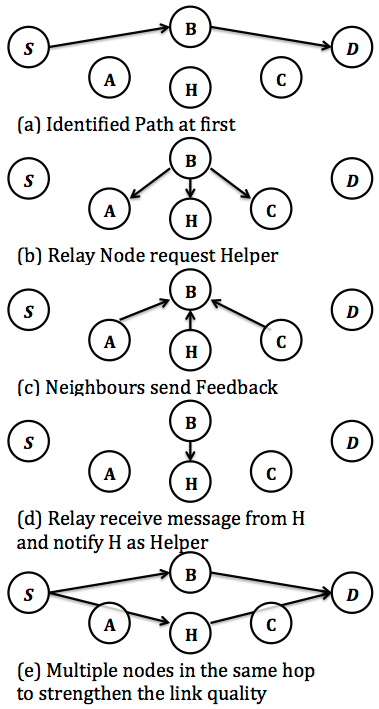 B
S
D
A
H
C
(a) Identified Path at first
B
S
D
A
H
C
(b) Relay Node request Helper
B
S
D
A
H
C
(c) Neighbours send Feedback
B
S
D
A
H
C
(d) Relay receive message from H
and notify H as Helper
B
S
D
A
H
C
(e) Multiple nodes in the same hop
to strengthen the link quality